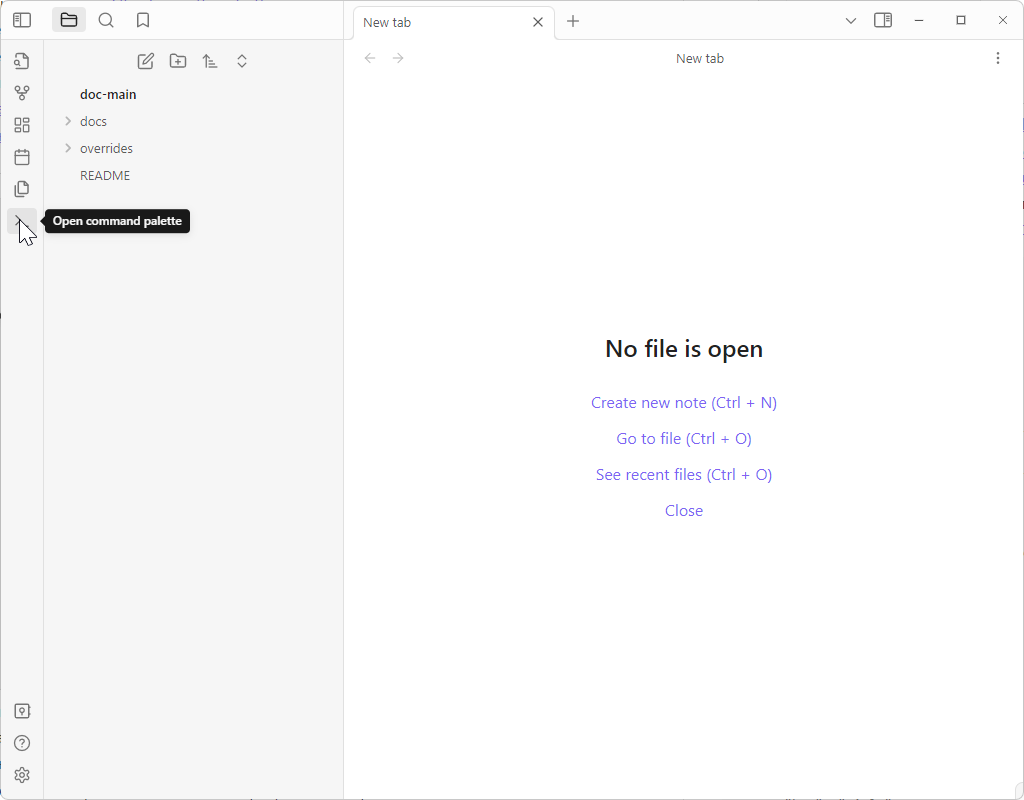 New tab
New tab
doc-main
docs
overrides
README
Open command palette
No file is open
Create new note (Ctrl + N)
Go to file (Ctrl + O)
See recent files (Ctrl + O)
Close